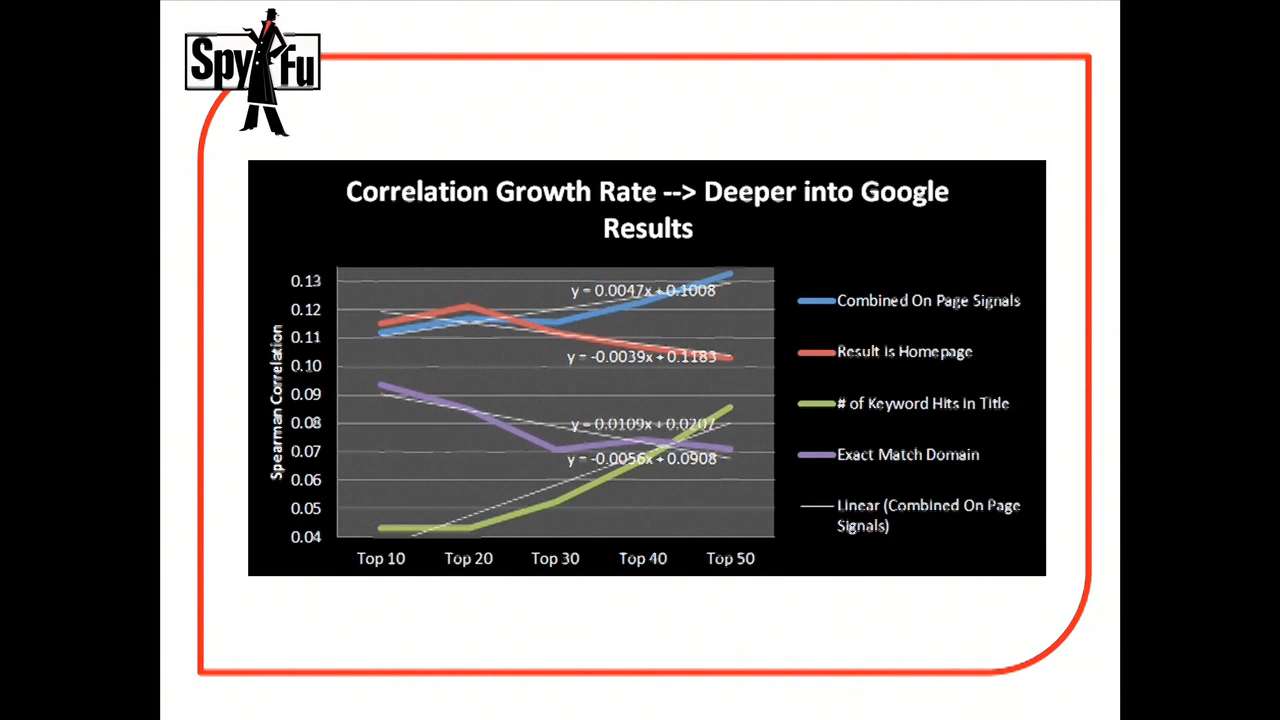 Spy Fu
Correlation Growth Rate --> Deeper into Google
Results
Spearman Correlation
0.13
0.12
0.11
0.10
0.09
0.08
0.07
0.06
0.05
0.04
Top 10
Top 20
Top 30
Top 40
Top 50
y = 0.0047x + 0.1008
y = -0.0039x + 0.1183
y = 0.0109x + 0.0207
y = -0.0056x + 0.0908
Combined On Page Signals
Result is Homepage
# of Keyword Hits in Title
Exact Match Domain
Linear (Combined On Page
Signals)